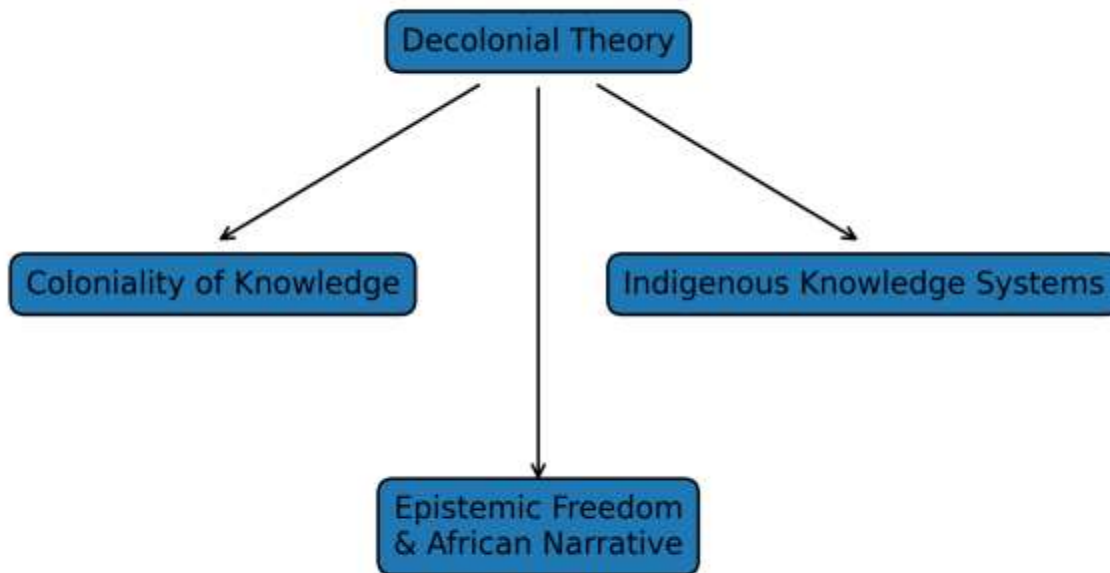 Decolonial Theory
Coloniality of Knowledge
Indigenous Knowledge Systems
Epistemic Freedom
& African Narrative